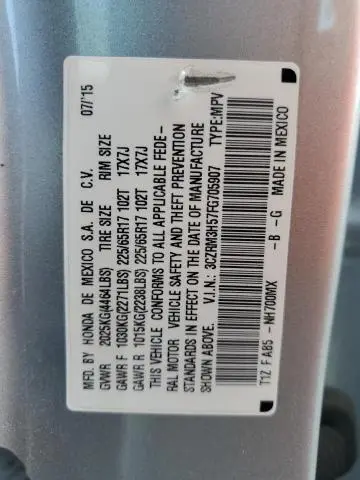 MFD. BY HONDA DE MEXICO S.A. DE C.V. 07/'15
GVWR 2025KG(4464LBS) TIRE SIZE RIM SIZE
GAWR F 1030KG(2271LBS) 225/65R17 102T 17X7J
GAWR R 1015KG(2238LBS) 225/65R17 102T 17X7J
THIS VEHICLE CONFORMS TO ALL APPLICABLE FEDE-
RAL MOTOR VEHICLE SAFETY AND THEFT PREVENTION
STANDARDS IN EFFECT ON THE DATE OF MANUFACTURE
SHOWN ABOVE. V.I.N.: 3CZRM3H57FG705907 TYPE:MPV
T1Z FAB5 -NH700MX -B -G MADE IN MEXICO